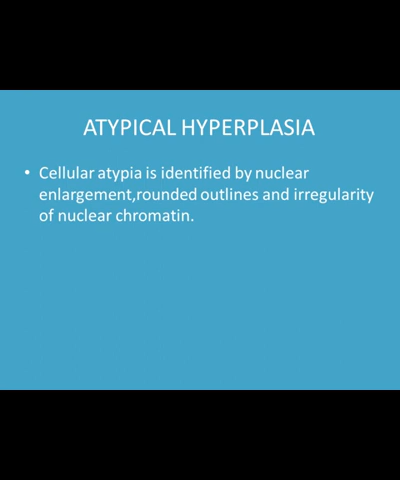 ATYPICAL HYPERPLASIA
• Cellular atypia is identified by nuclear
enlargement,rounded outlines and irregularity
of nuclear chromatin.